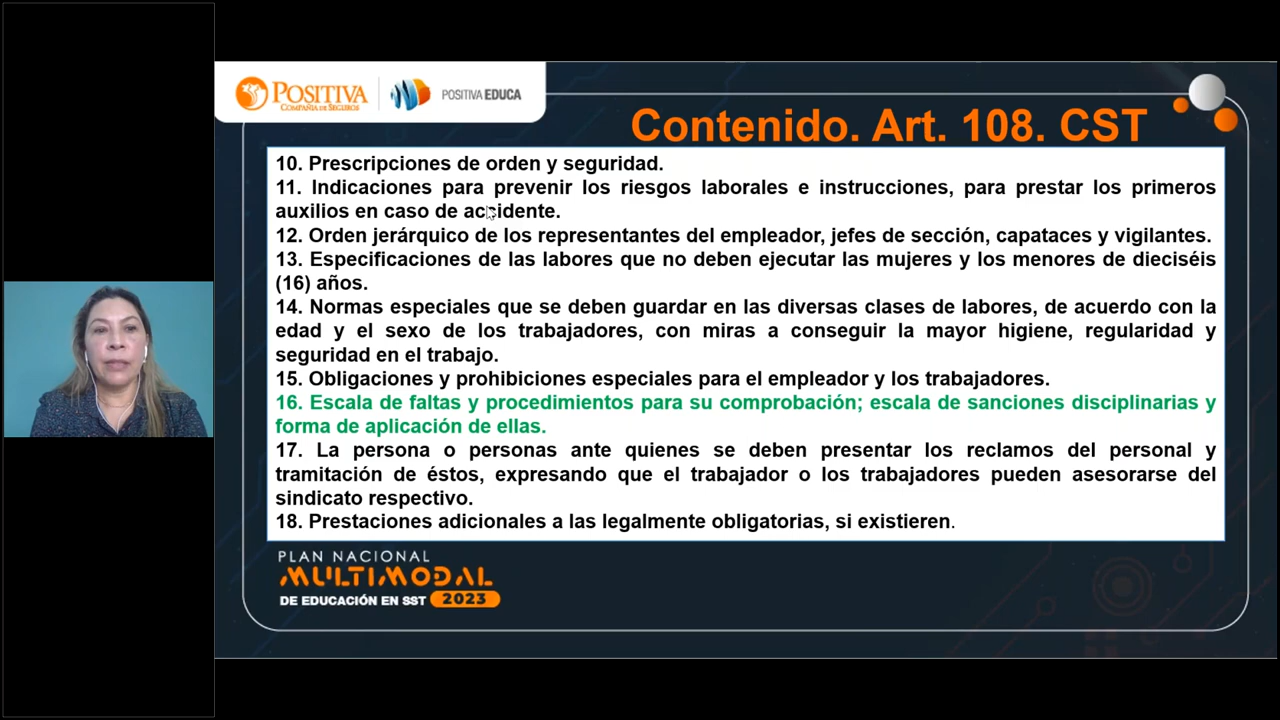 POSITIVA
COMPAÑIA DE SEGUROS
POSITIVA EDUCA
Contenido. Art. 108. CST
10. Prescripciones de orden y seguridad.
11. Indicaciones para prevenir los riesgos laborales e instrucciones, para prestar los primeros
auxilios en caso de accidente.
12. Orden jerárquico de los representantes del empleador, jefes de sección, capataces y vigilantes.
13. Especificaciones de las labores que no deben ejecutar las mujeres y los menores de dieciséis
(16) años.
14. Normas especiales que se deben guardar en las diversas clases de labores, de acuerdo con la
edad y el sexo de los trabajadores, con miras a conseguir la mayor higiene, regularidad y
seguridad en el trabajo.
15. Obligaciones y prohibiciones especiales para el empleador y los trabajadores.
16. Escala de faltas y procedimientos para su comprobación; escala de sanciones disciplinarias y
forma de aplicación de ellas.
17. La persona o personas ante quienes se deben presentar los reclamos del personal y
tramitación de éstos, expresando que el trabajador o los trabajadores pueden asesorarse del
sindicato respectivo.
18. Prestaciones adicionales a las legalmente obligatorias, si existieren.
PLAN NACIONAL
MULTIMODAL
DE EDUCACIÓN EN SST 2023